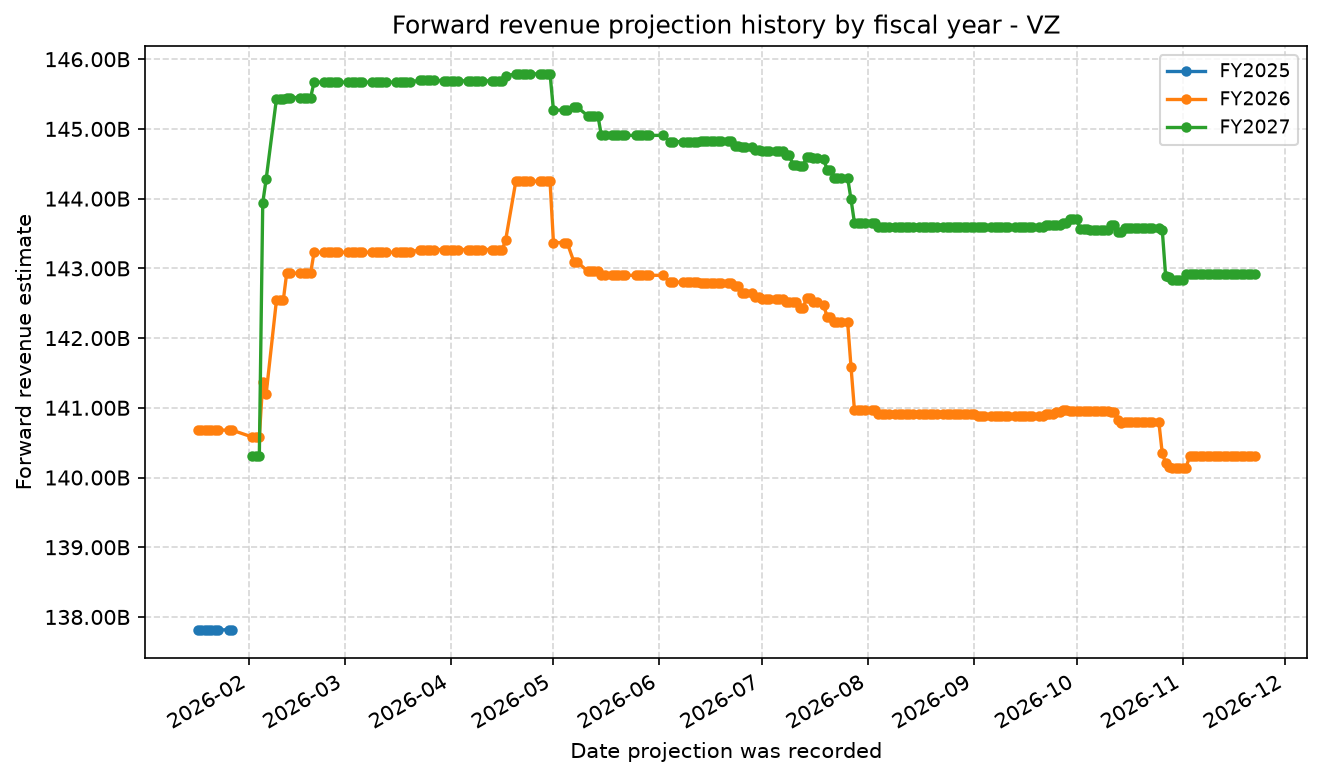 Forward revenue projection history by fiscal year - VZ
146.00B
145.00B
144.00B
143.00B
142.00B
141.00B
140.00B
139.00B
138.00B
Forward revenue estimate
FY2025
FY2026
FY2027
2026-02
2026-03
2026-04
2026-05
2026-06
2026-07
2026-08
2026-09
2026-10
2026-11
2026-12
Date projection was recorded